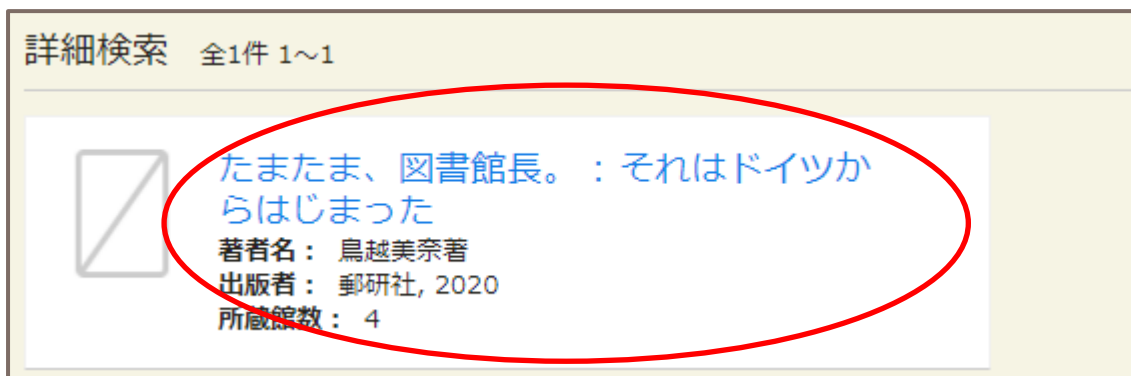 詳細検索 全1件 1～1
たまたま、図書館長。 : それはドイツか
らはじまった
著者名： 鳥越美奈著
出版者： 郵研社, 2020
所蔵館数： 4